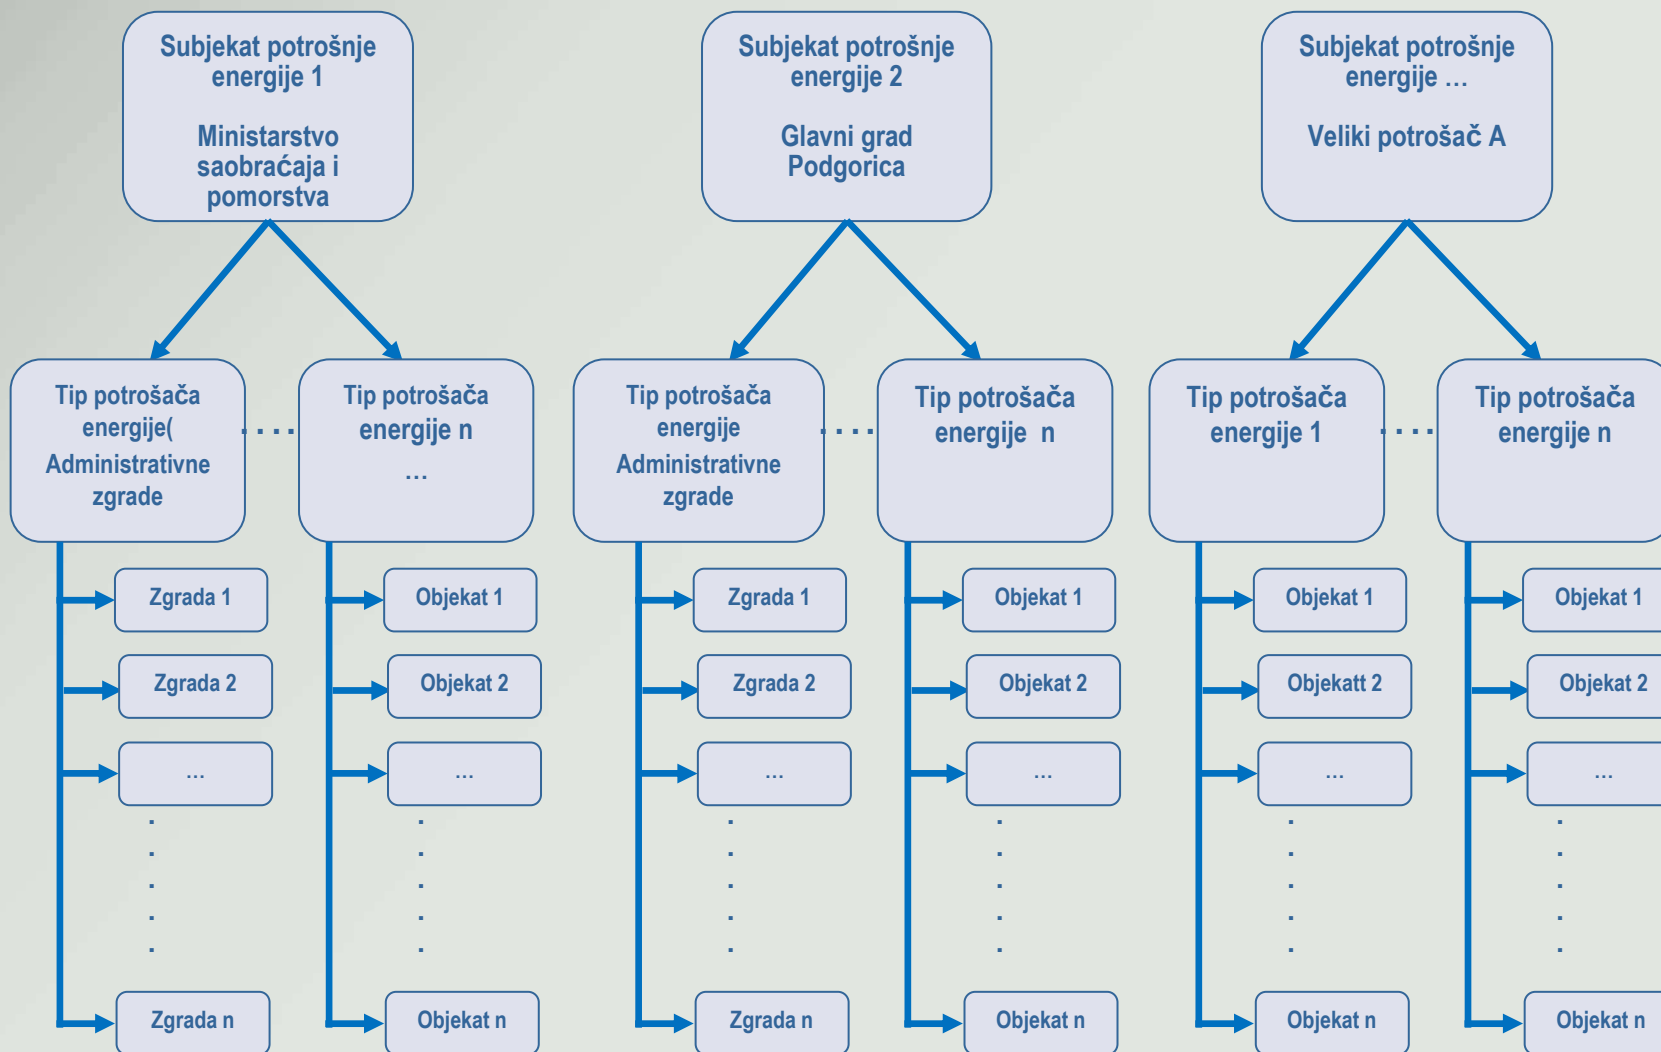 Subjekat potrošnje
energije 1
Ministarstvo
saobraćaja i
pomorstva
Subjekat potrošnje
energije 2
Glavni grad
Podgorica
Subjekat potrošnje
energije ...
Veliki potrošač A
Tip potrošača
energije(
Administrativne
zgrade
....
Tip potrošača
energije n
...
Tip potrošača
energije
Administrativne
zgrade
....
Tip potrošača
energije n
Tip potrošača
energije 1
....
Tip potrošača
energije n
Zgrada 1
Zgrada 2
...
.
.
.
.
.
Zgrada n
Objekat 1
Objekat 2
...
.
.
.
.
.
Objekat n
Zgrada 1
Zgrada 2
...
.
.
.
.
.
Zgrada n
Objekat 1
Objekat 2
...
.
.
.
.
.
Objekat n
Objekat 1
Objekatt 2
...
.
.
.
.
.
Objekat n
Objekat 1
Objekat 2
...
.
.
.
.
.
Objekat n